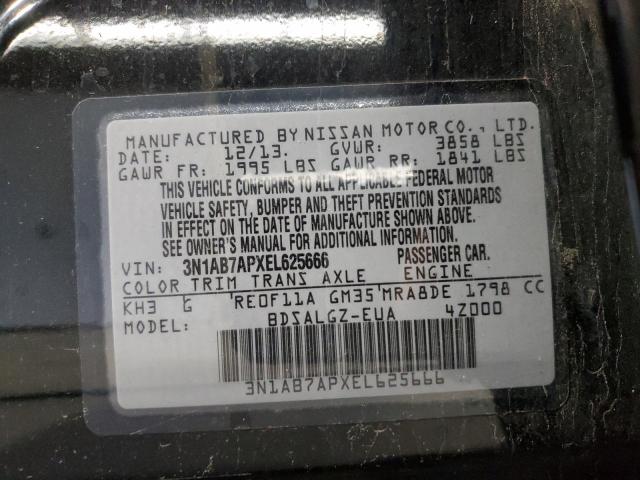 MANUFACTURED BY NISSAN MOTOR CO., LTD.
DATE: 12/13. GVWR: 3858 LBS
GAWR FR: 1995 LBS GAWR RR: 1841 LBS
THIS VEHICLE CONFORMS TO ALL APPLICABLE FEDERAL MOTOR
VEHICLE SAFETY, BUMPER AND THEFT PREVENTION STANDARDS
IN EFFECT ON THE DATE OF MANUFACTURE SHOWN ABOVE.
SEE OWNER'S MANUAL FOR ADDITIONAL INFORMATION.
VIN: 3N1AB7APXEL625666 PASSENGER CAR.
COLOR TRIM TRANS AXLE ENGINE
KH3 G RE0F11A GM35 MRA8DE 1798 CC
MODEL: BDSALGZ-EUA 4Z000
3N1AB7APXEL625666